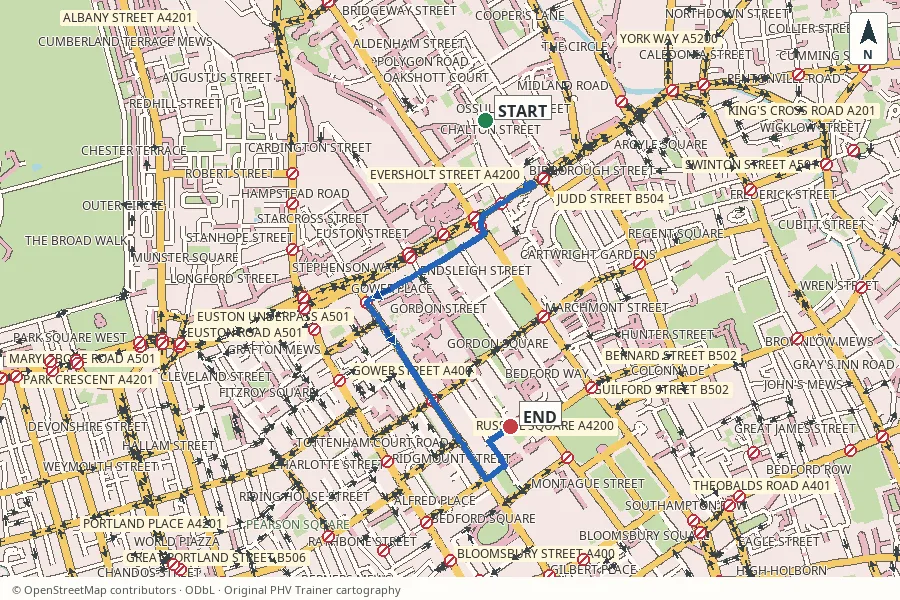 ALBANY STREET A4201
BRIDGEWAY STREET
COOPER'S LANE
NORTHDOWN STREET
COLLIER STREET
CUMBERLAND TERRACE MEWS
ALDENHAM STREET
THE CIRCLE
YORK WAY A5200
N
POLYGON ROAD
CALEDONIA STREET
CUMMING S
AUGUSTUS STREET
OAKSHOTT COURT
MIDLAND ROAD
PENTONVILLE ROAD
REDHILL STREET
START
KING'S CROSS ROAD A201
CHALTON STREET
WICKLOW STREET
CHESTER TERRACE
CARDINGTON STREET
ARGYLE SQUARE
ROBERT STREET
EVERSHOLT STREET A4200
BIDBOROUGH STREET
SWINTON STREET A501
HAMPSTEAD ROAD
JUDD STREET B504
FREDERICK STREET
OUTER CIRCLE
STARCROSS STREET
CUBITT STREET
THE BROAD WALK
STANHOPE STREET
EUSTON STREET
REGENT SQUARE
MUNSTER SQUARE
CARTWRIGHT GARDENS
LONGFORD STREET
STEPHENSON WAY
ENDSLEIGH STREET
GOWER PLACE
WREN STREET
EUSTON UNDERPASS A501
GORDON STREET
MARCHMONT STREET
PARK SQUARE WEST
EUSTON ROAD A501
GORDON SQUARE
HUNTER STREET
BROWNLOW MEWS
MARYLEBONE ROAD A501
GRAFTON MEWS
BERNARD STREET B502
GRAY'S INN ROAD
PARK CRESCENT A4201
CLEVELAND STREET
GOWER STREET A400
BEDFORD WAY
COLONNADE
FITZROY SQUARE
GUILFORD STREET B502
JOHN'S MEWS
DEVONSHIRE STREET
END
RUSSELL SQUARE A4200
GREAT JAMES STREET
HALLAM STREET
TOTTENHAM COURT ROAD
WEYMOUTH STREET
CHARLOTTE STREET
RIDGMOUNT STREET
BEDFORD ROW
RIDING HOUSE STREET
ALFRED PLACE
MONTAGUE STREET
THEOBALDS ROAD A401
PORTLAND PLACE A4201
PEARSON SQUARE
BEDFORD SQUARE
WORLD PIAZZA
RATHBONE STREET
BLOOMSBURY SQUARE
EAGLE STREET
GREAT PORTLAND STREET B506
BLOOMSBURY STREET A400
CHANDOS STREET
GILBERT PLACE
HIGH HOLBORN
© OpenStreetMap contributors · ODbL · Original PHV Trainer cartography